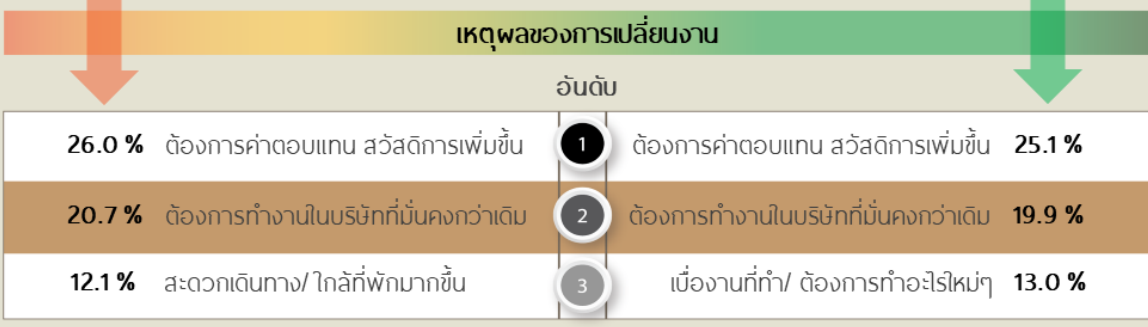 เหตุผลของการเปลี่ยนงาน
อันดับ
26.0 % ต้องการค่าตอบแทน สวัสดิการเพิ่มขึ้น 1 ต้องการค่าตอบแทน สวัสดิการเพิ่มขึ้น 25.1 %
20.7 % ต้องการทำงานในบริษัทที่มั่นคงกว่าเดิม 2 ต้องการทำงานในบริษัทที่มั่นคงกว่าเดิม 19.9 %
12.1 % สะดวกเดินทาง/ ใกล้ที่พักมากขึ้น 3 เบื่องานที่ทำ/ ต้องการทำอะไรใหม่ๆ 13.0 %